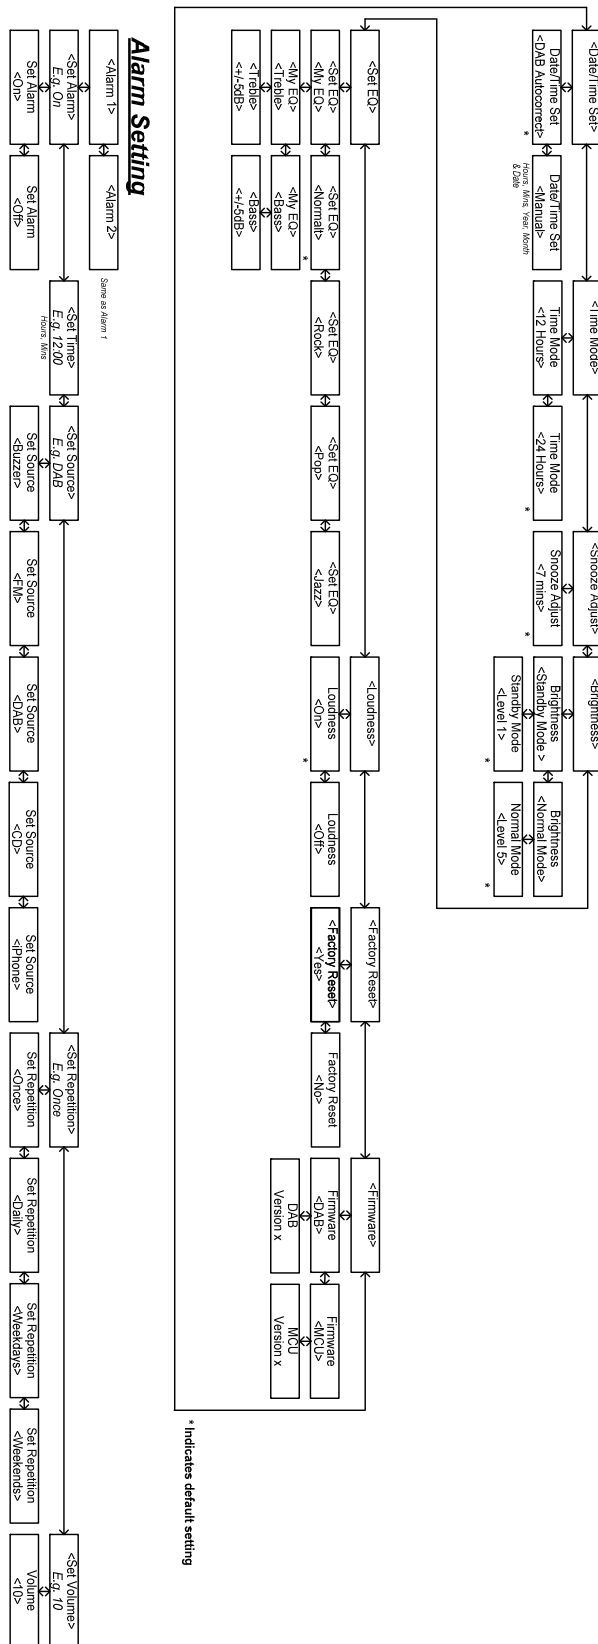 <Date/Time Set>
<Time Mode>
<Snooze Adjust>
<Brightness>
Date/Time Set
<DAB Autocorrect>
*
Date/Time Set
<Manual>
Hours, Mins, Year, Month
& Date
Time Mode
<12 Hours>
Time Mode
<24 Hours>
*
Snooze Adjust
<7 mins>
*
Brightness
<Standby Mode >
Brightness
<Normal Mode>
Standby Mode
<Level 1>
*
Normal Mode
<Level 5>
*
<Set EQ>
<Loudness>
<Factory Reset>
<Firmware>
<Set EQ>
<My EQ>
<Set EQ>
<Normalt>
*
<Set EQ>
<Rock>
<Set EQ>
<Pop>
<Set EQ>
<Jazz>
Loudness
<On>
*
Loudness
<Off>
<Factory Reset>
<Yes>
Factory Reset
<No>
Firmware
<DAB>
Firmware
<MCU>
<My EQ>
<Treble>
<My EQ>
<Bass>
DAB
Version x
MCU
Version x
<Treble>
<+/-5dB>
<Bass>
<+/-5dB>
* Indicates default setting
Alarm Setting
<Alarm 1>
<Alarm 2>
Same as Alarm 1
<Set Alarm>
E.g. On
<Set Time>
E.g. 12:00
Hours, Mins
<Set Source>
E.g. DAB
<Set Repetition>
E.g. Once
<Set Volume>
E.g. 10
Set Alarm
<On>
Set Alarm
<Off>
Set Source
<Buzzer>
Set Source
<FM>
Set Source
<DAB>
Set Source
<CD>
Set Source
<iPhone>
Set Repetition
<Once>
Set Repetition
<Daily>
Set Repetition
<Weekdays>
Set Repetition
<Weekends>
Volume
<10>